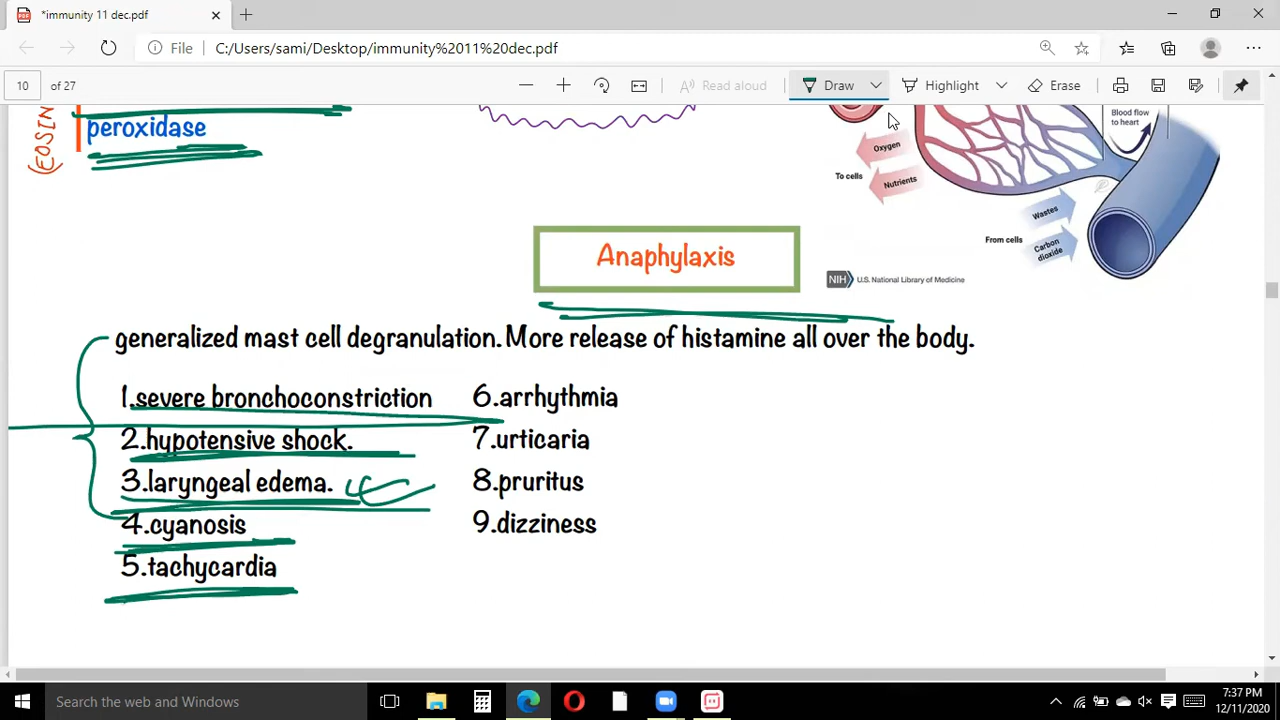 *immunity 11 dec.pdf
File C:/Users/sami/Desktop/immunity%2011%20dec.pdf
10 of 27
Read aloud
Draw
Highlight
Erase
(EOSIN
peroxidase
Blood flow
to heart
Oxygen
To cells
Nutrients
Wastes
From cells
Carbon
dioxide
NIH U.S. National Library of Medicine
Anaphylaxis
generalized mast cell degranulation. More release of histamine all over the body.
1.severe bronchoconstriction
2.hypotensive shock.
3.laryngeal edema.
4.cyanosis
5.tachycardia
6.arrhythmia
7.urticaria
8.pruritus
9.dizziness
Search the web and Windows
7:37 PM
12/11/2020